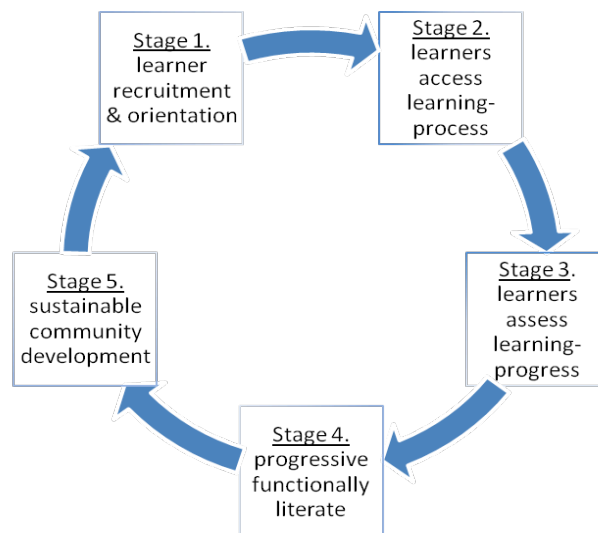 Stage 1.
learner
recruitment
& orientation
Stage 2.
learners
access
learning-
process
Stage 3.
learners
assess
learning-
progress
Stage 4.
progressive
functionally
literate
Stage 5.
sustainable
community
development